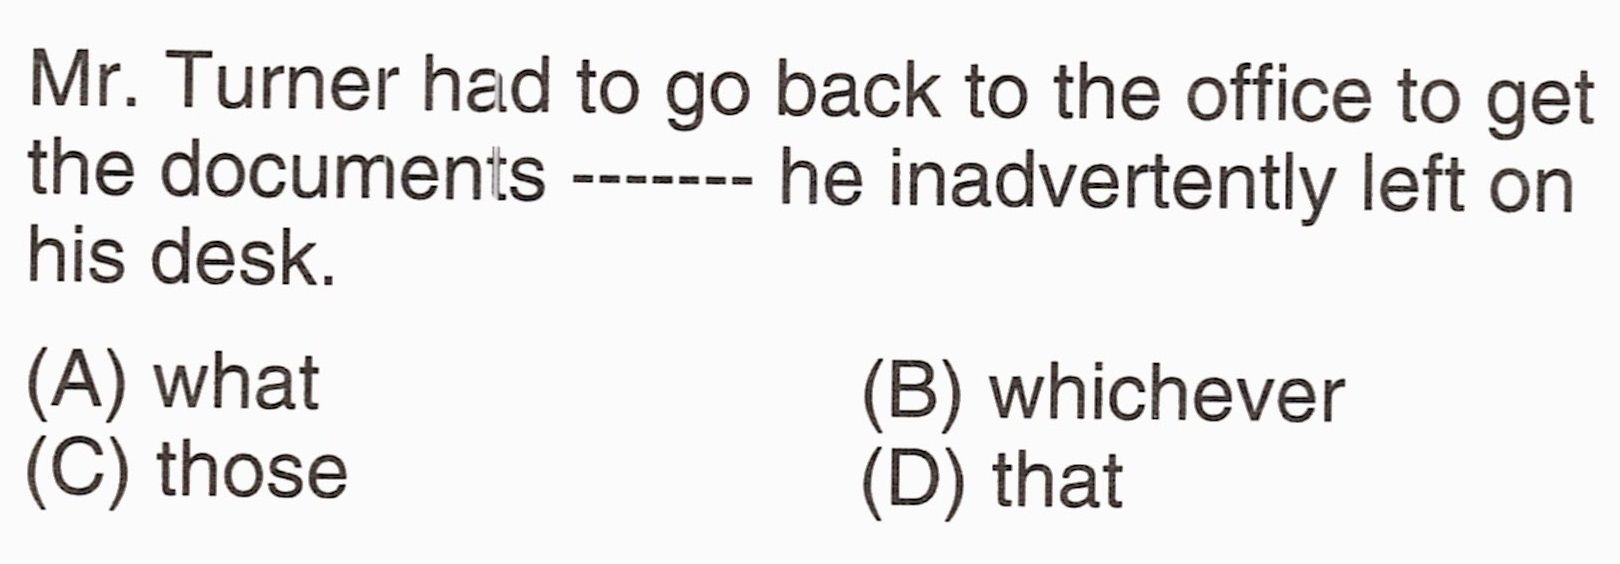 Mr. Turner had to go back to the office to get
the documents ------- he inadvertently left on
his desk.
(A) what
(B) whichever
(C) those
(D) that